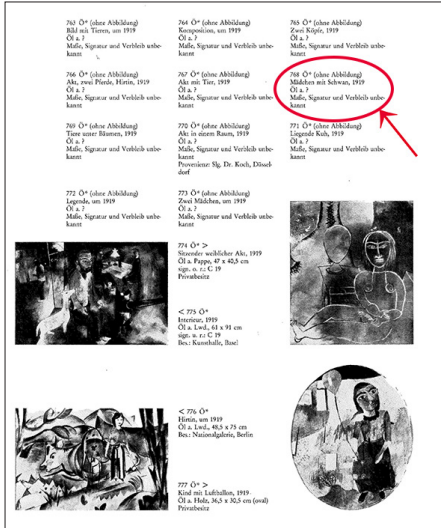 763 Ö* (ohne Abbildung)
Bild mit Tieren, um 1919
Öl a. ?
Maße, Signatur und Verbleib unbe-
kannt
764 Ö* (ohne Abbildung)
Komposition, um 1919
Öl a. ?
Maße, Signatur und Verbleib unbe-
kannt
765 Ö* (ohne Abbildung)
Zwei Köpfe, 1919
Öl a. ?
Maße, Signatur und Verbleib unbe-
kannt
766 Ö* (ohne Abbildung)
Akt, zwei Pferde, Hirtin, 1919
Öl a. ?
Maße, Signatur und Verbleib unbe-
kannt
767 Ö* (ohne Abbildung)
Akt mit Tier, 1919
Öl a. ?
Maße, Signatur und Verbleib unbe-
kannt
768 Ö* (ohne Abbildung)
Mädchen mit Schwan, 1919
Öl a. ?
Maße, Signatur und Verbleib unbe-
kannt
769 Ö* (ohne Abbildung)
Tiere unter Bäumen, 1919
Öl a. ?
Maße, Signatur und Verbleib unbe-
kannt
770 Ö* (ohne Abbildung)
Akt in einem Raum, 1919
Öl a. ?
Maße, Signatur und Verbleib unbe-
kannt
Provenienz: Slg. Dr. Koch, Düssel-
dorf
771 Ö* (ohne Abbildung)
Liegende Kuh, 1919
Öl a. ?
Maße, Signatur und Verbleib unbe-
kannt
772 Ö* (ohne Abbildung)
Legende, um 1919
Öl a. ?
Maße, Signatur und Verbleib unbe-
kannt
773 Ö* (ohne Abbildung)
Zwei Mädchen, um 1919
Öl a. ?
Maße, Signatur und Verbleib unbe-
kannt
774 Ö* >
Sitzender weiblicher Akt, 1919
Öl a. Pappe, 47 x 40,5 cm
sign. o. r.: C 19
Privatbesitz
< 775 Ö*
Interieur, 1919
Öl a. Lwd., 61 x 91 cm
sign. u. r.: C 19
Bes.: Kunsthalle, Basel
< 776 Ö*
Hirtin, um 1919
Öl a. Lwd., 48,5 x 75 cm
Bes.: Nationalgalerie, Berlin
777 Ö* >
Kind mit Luftballon, 1919
Öl a. Holz, 36,5 x 30,5 cm (oval)
Privatbesitz